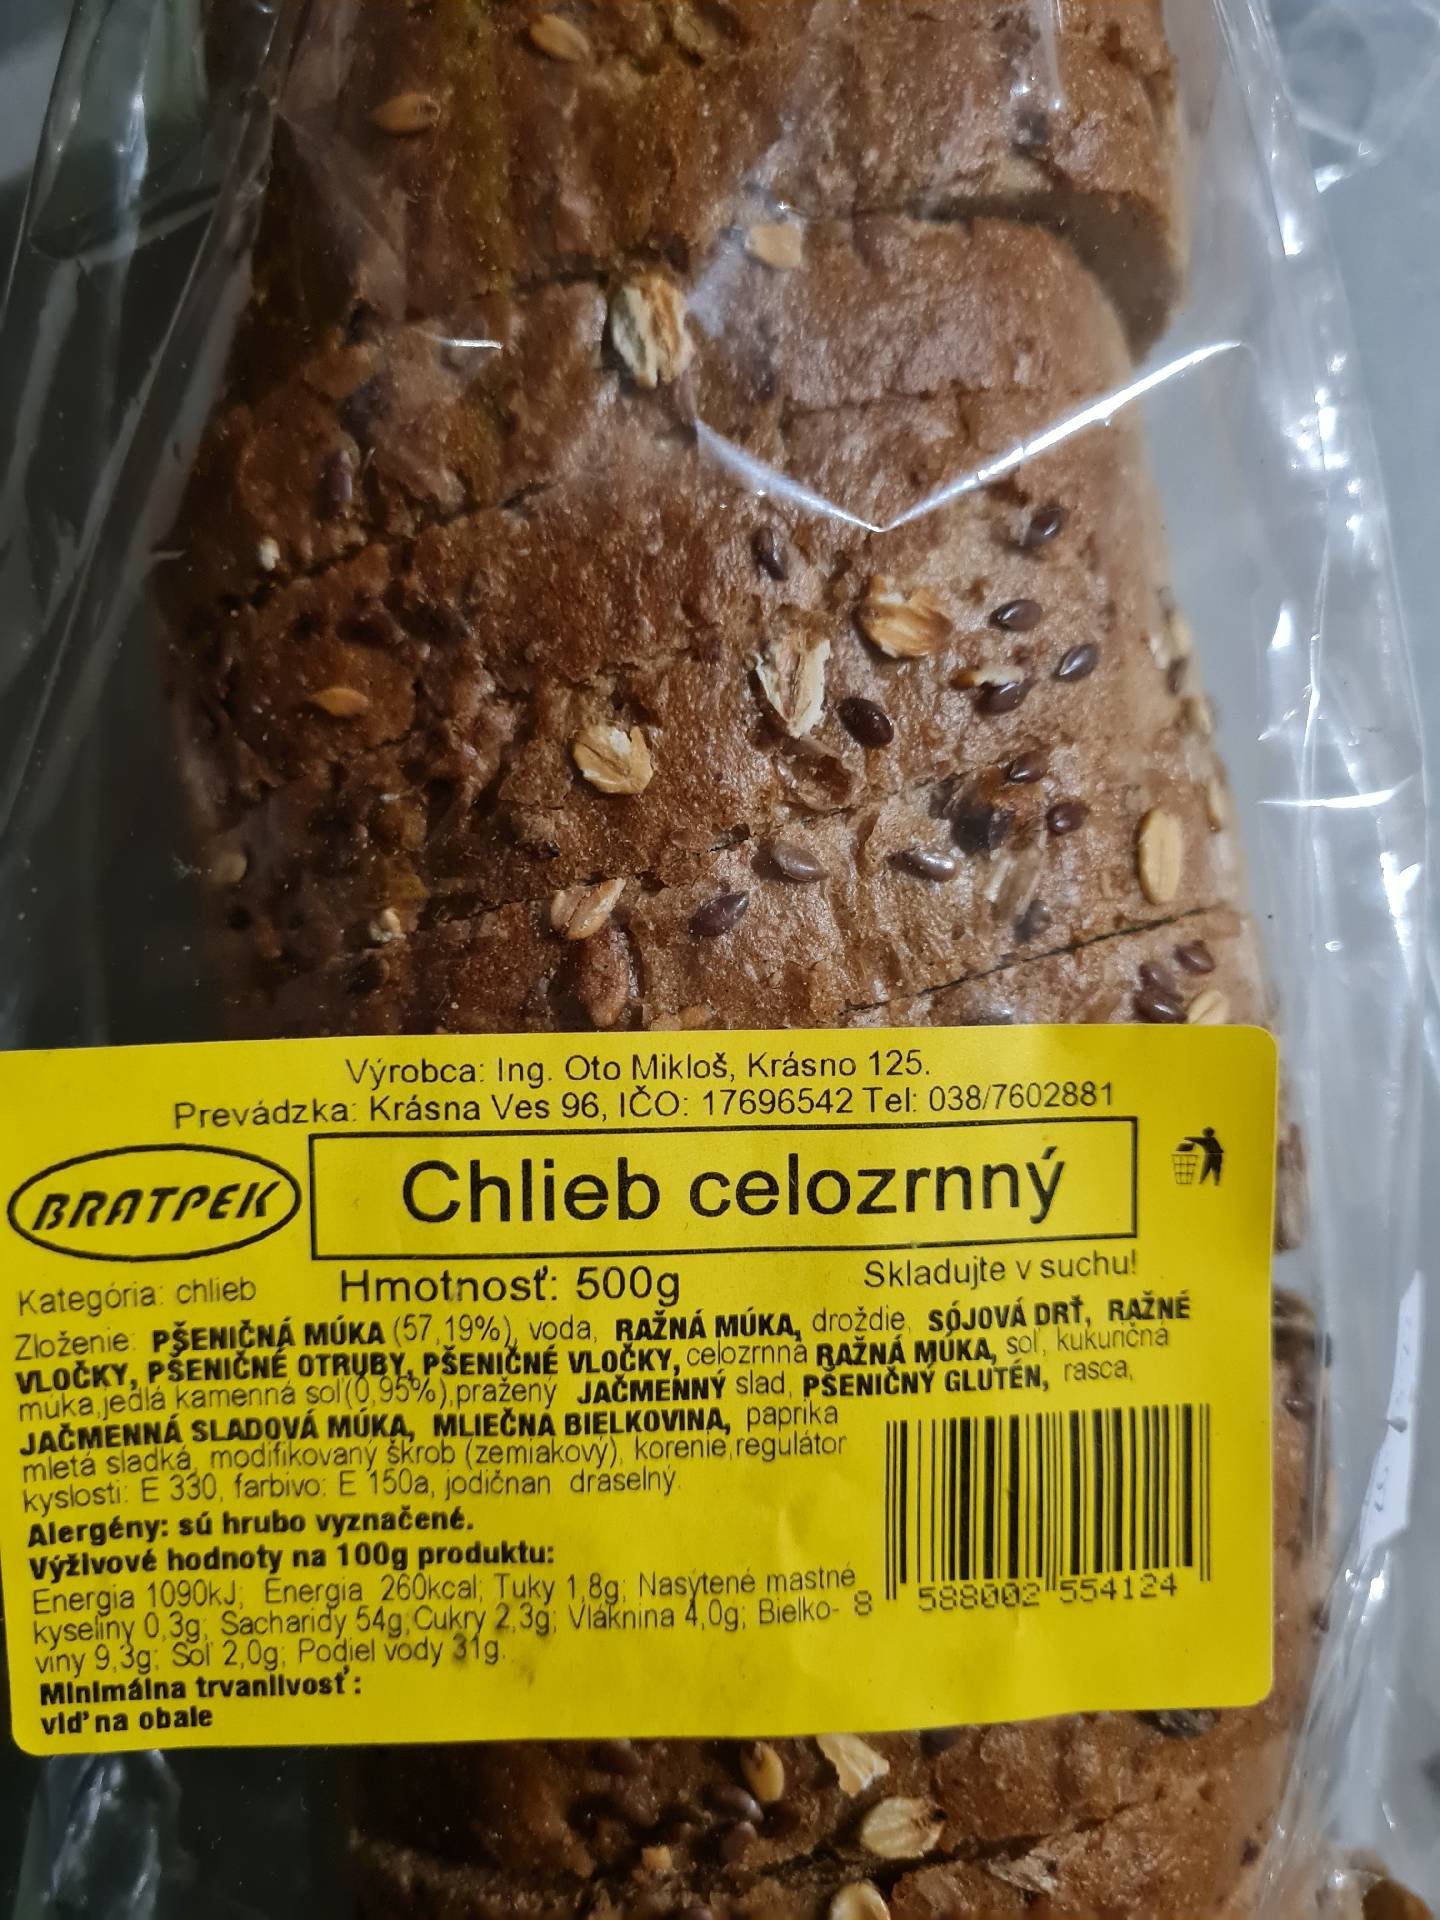 Výrobca: Ing. Oto Mikloš, Krásno 125.
Prevádzka: Krásna Ves 96, IČO: 17696542 Tel: 038/7602881
BRATPEK
Chlieb celozrnný
Kategória: chlieb Hmotnosť: 500g Skladujte v suchu!
Zloženie: PŠENIČNÁ MÚKA (57,19%), voda, RAŽNÁ MÚKA, droždie, SÓJOVÁ DRŤ, RAŽNÉ
VLOČKY, PŠENIČNÉ OTRUBY, PŠENIČNÉ VLOČKY, celozrnná RAŽNÁ MÚKA, soľ, kukuričná
múka,jedlá kamenná soľ(0,95%),pražený JAČMENNÝ slad, PŠENIČNÝ GLUTÉN, rasca,
JAČMENNÁ SLADOVÁ MÚKA, MLIEČNA BIELKOVINA, paprika
mletá sladká, modifikovaný škrob (zemiakový), korenie,regulátor
kyslosti: E 330, farbivo: E 150a, jodičnan draselný.
Alergény: sú hrubo vyznačené.
Výživové hodnoty na 100g produktu:
Energia 1090kJ; Energia 260kcal; Tuky 1,8g; Nasýtené mastné
kyseliny 0,3g; Sacharidy 54g;Cukry 2,3g; Vláknina 4,0g; Bielko-
viny 9,3g; Soľ 2,0g; Podiel vody 31g.
Minimálna trvanlivosť:
viď na obale
8 588002 554124